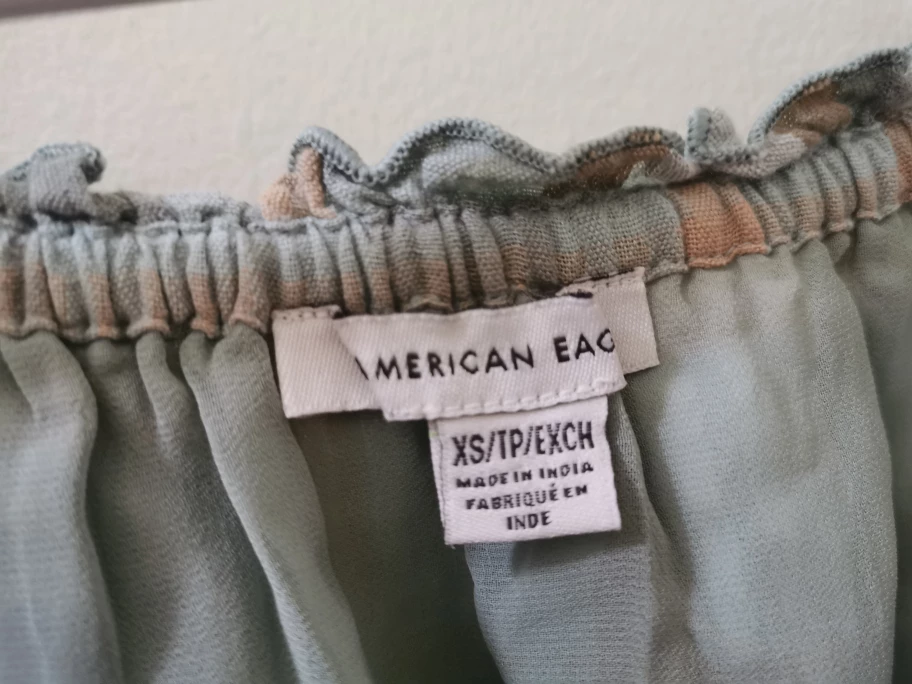 AMERICAN EAG
XS/TP/EXCH
MADE IN INDIA
FABRIQUÉ EN
INDE